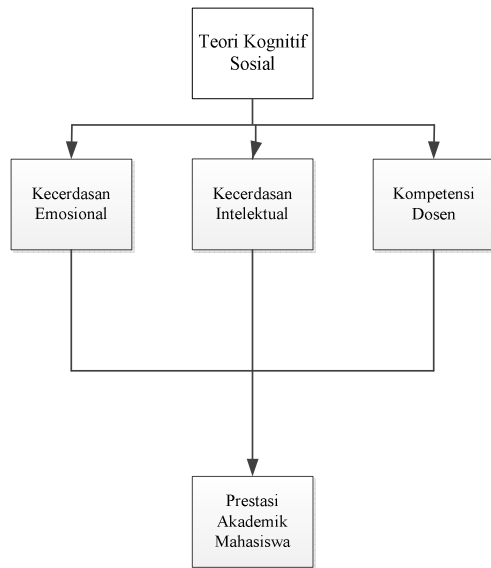 Teori Kognitif
Sosial
Kecerdasan
Emosional
Kecerdasan
Intelektual
Kompetensi
Dosen
Prestasi
Akademik
Mahasiswa